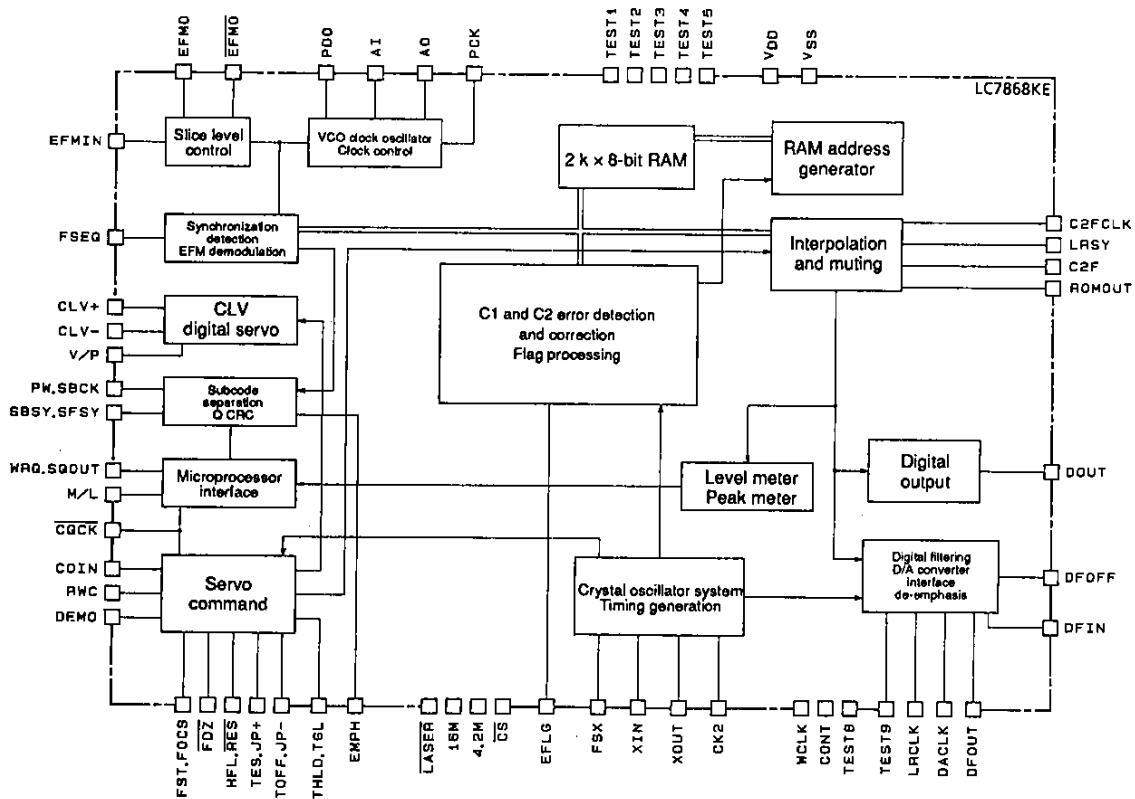 EFMO
EFMO
PDO
AI
AO
PCK
TEST1
TEST2
TEST3
TEST4
TEST5
VDD
VSS
LC7868KE
EFMIN
Slice level
control
VCO clock oscillator
Clock control
2 k × 8-bit RAM
RAM address
generator
FSEQ
Synchronization
detection
EFM demodulation
Interpolation
and muting
C2FCLK
LRSY
C2F
ROMOUT
CLV+
CLV-
V/P
CLV
digital servo
C1 and C2 error detection
and correction
Flag processing
PW,SBCK
SBSY,SFSY
Subcode
separation
Q CRC
WRQ,SQOUT
M/L
Microprocessor
interface
Level meter
Peak meter
Digital
output
DOUT
CQCK
COIN
RWC
DEMO
Servo
command
Crystal oscillator system
Timing generation
Digital filtering
D/A converter
interface
de-emphasis
DFOFF
DFIN
FST,FOCS
FDZ
HFL,RES
TES,JP+
TOFF,JP-
THLD,TGL
EMPH
LASER
16M
4.2M
CS
EFLG
FSX
XIN
XOUT
CK2
WCLK
CONT
TEST8
TEST9
LRCLK
DACLK
DFOUT